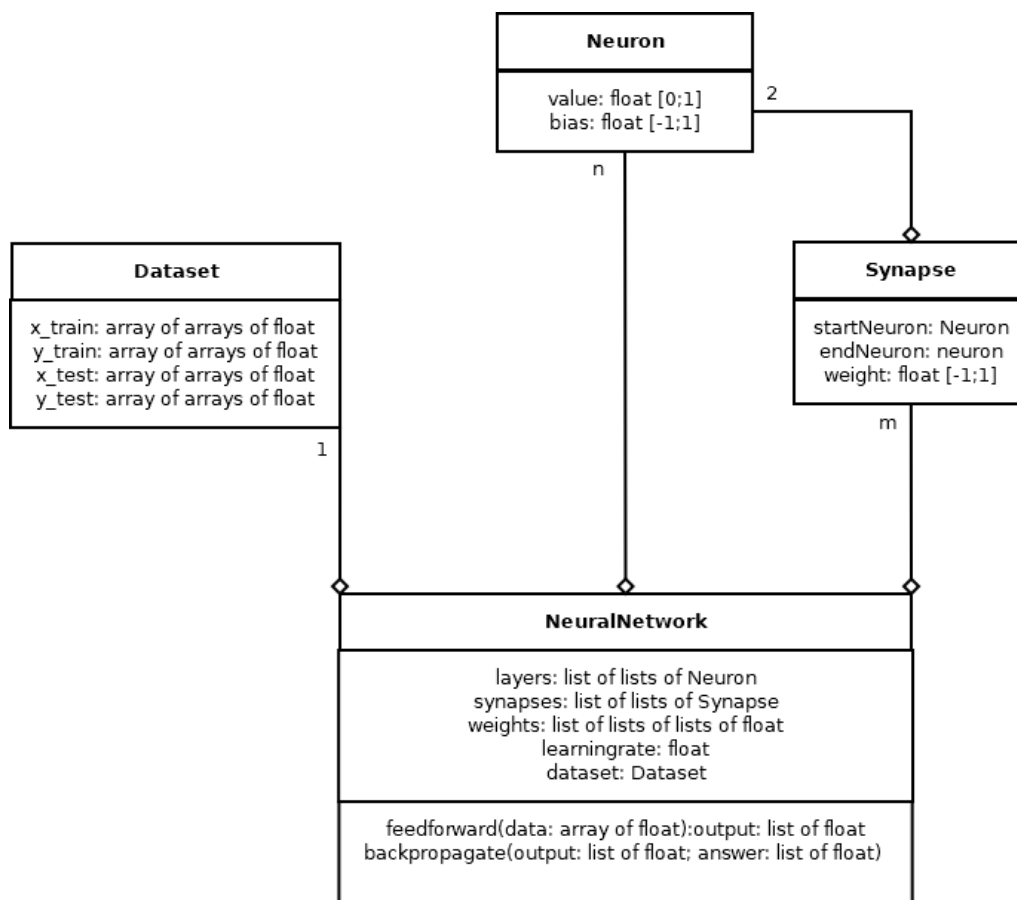 Neuron
value: float [0;1]
bias: float [-1;1]
2
n
Dataset
x_train: array of arrays of float
y_train: array of arrays of float
x_test: array of arrays of float
y_test: array of arrays of float
1
Synapse
startNeuron: Neuron
endNeuron: neuron
weight: float [-1;1]
m
NeuralNetwork
layers: list of lists of Neuron
synapses: list of lists of Synapse
weights: list of lists of lists of float
learningrate: float
dataset: Dataset
feedforward(data: array of float):output: list of float
backpropagate(output: list of float; answer: list of float)